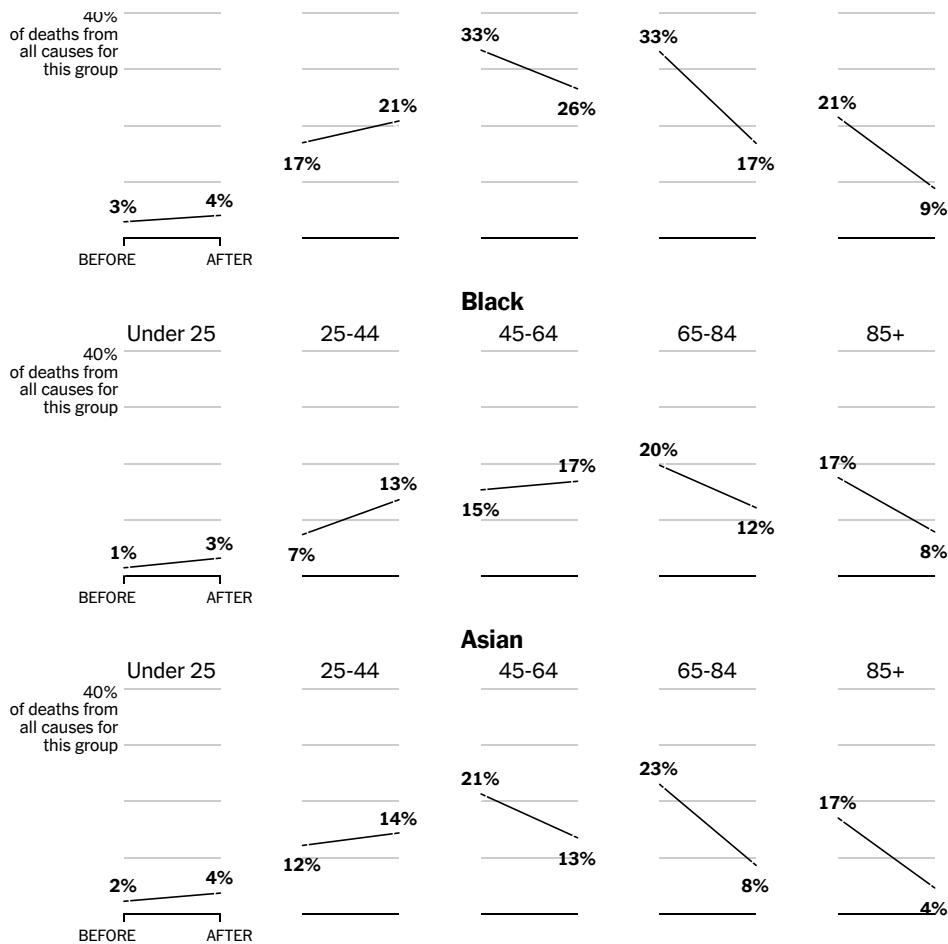 40%
of deaths from
all causes for
this group
33%
33%
21%
21%
26%
17%
17%
3%
4%
9%
BEFORE
AFTER
Black
Under 25
25-44
45-64
65-84
85+
40%
of deaths from
all causes for
this group
20%
17%
17%
13%
15%
12%
1%
3%
7%
8%
BEFORE
AFTER
Asian
Under 25
25-44
45-64
65-84
85+
40%
of deaths from
all causes for
this group
21%
23%
17%
14%
12%
13%
2%
4%
8%
4%
BEFORE
AFTER